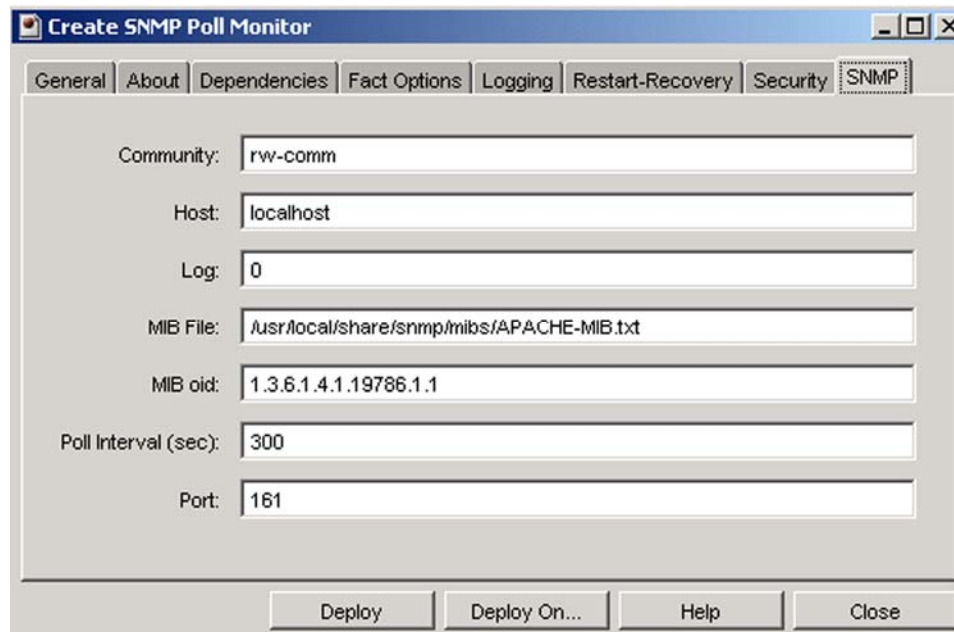 Create SNMP Poll Monitor
General About Dependencies Fact Options Logging Restart-Recovery Security SNMP
Community: rw-comm
Host: localhost
Log: 0
MIB File: /usr/local/share/snmp/mibs/APACHE-MIB.txt
MIB oid: 1.3.6.1.4.1.19786.1.1
Poll Interval (sec): 300
Port: 161
Deploy Deploy On... Help Close